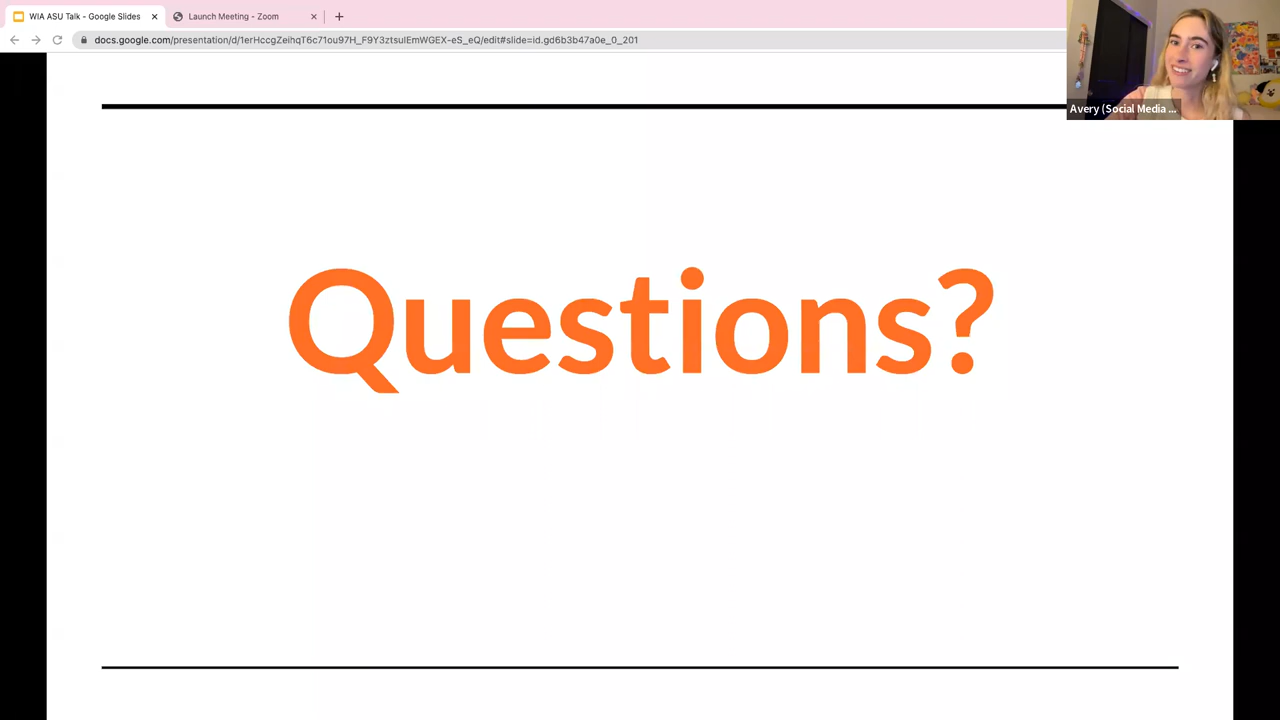 WIA ASU Talk - Google Slides
Launch Meeting - Zoom
docs.google.com/presentation/d/1erHccgZeihqT6c71ou97H_F9Y3ztsuIEmWGEX-eS_eQ/edit#slide=id.gd6b3b47a0e_0_201
Avery (Social Media ...
Questions?